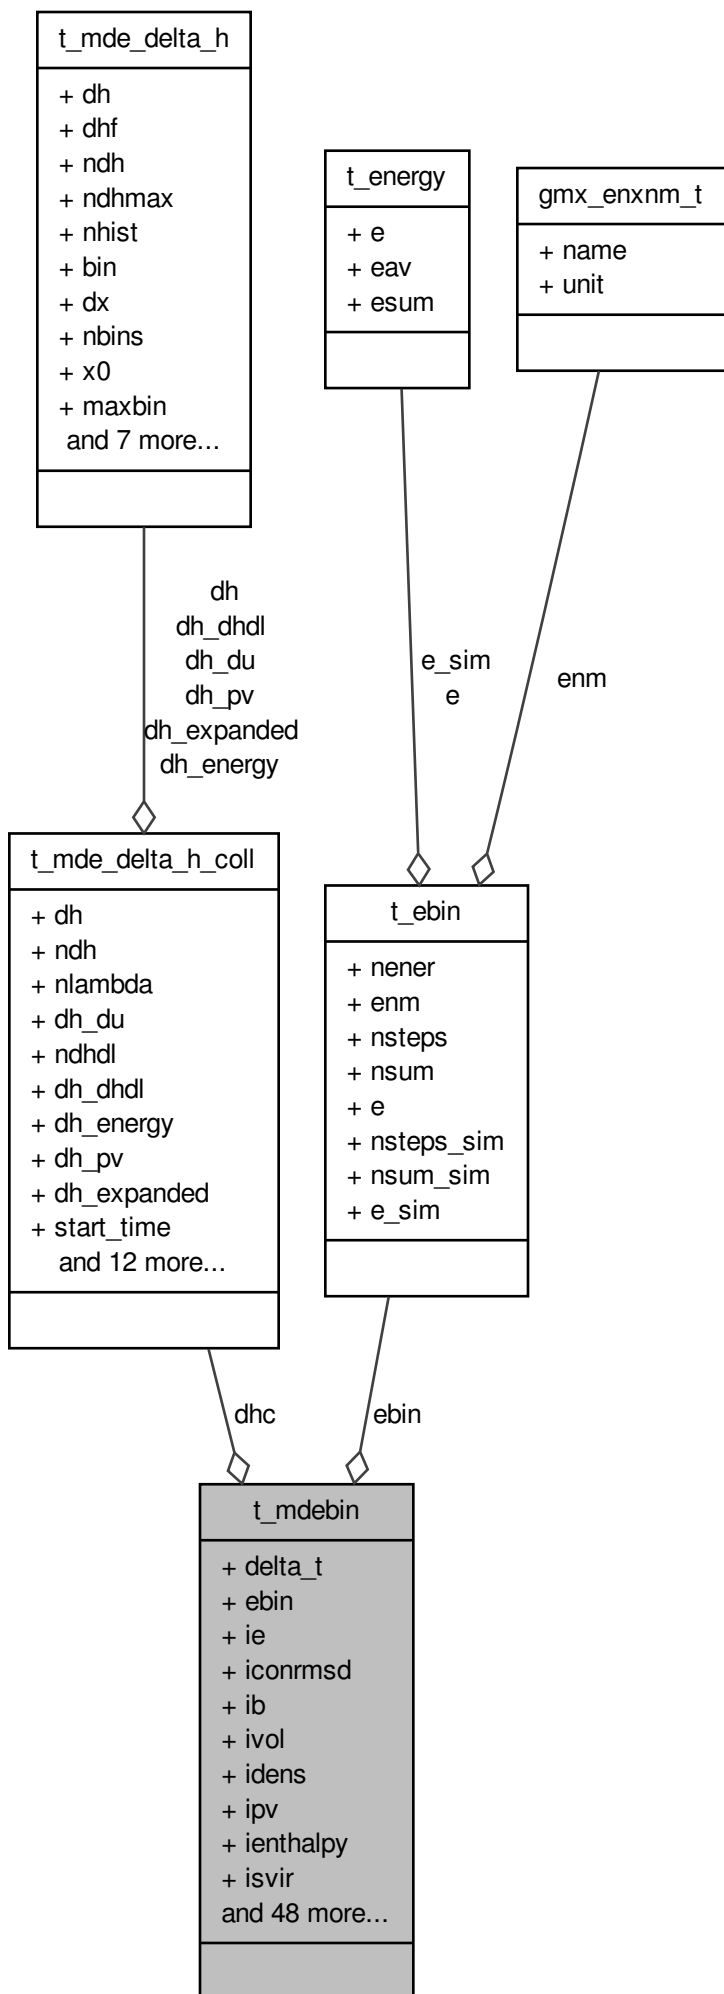 t_mde_delta_h
+ dh
+ dhf
+ ndh
+ ndhmax
+ nhist
+ bin
+ dx
+ nbins
+ x0
+ maxbin
and 7 more...
t_energy
+ e
+ eav
+ esum
gmx_enxnm_t
+ name
+ unit
dh
dh_dhdl
dh_du
dh_pv
dh_expanded
dh_energy
e_sim
e
enm
t_mde_delta_h_coll
+ dh
+ ndh
+ nlambda
+ dh_du
+ ndhdl
+ dh_dhdl
+ dh_energy
+ dh_pv
+ dh_expanded
+ start_time
and 12 more...
t_ebin
+ nener
+ enm
+ nsteps
+ nsum
+ e
+ nsteps_sim
+ nsum_sim
+ e_sim
dhc
ebin
t_mdebin
+ delta_t
+ ebin
+ ie
+ iconrmsd
+ ib
+ ivol
+ idens
+ ipv
+ ienthalpy
+ isvir
and 48 more...